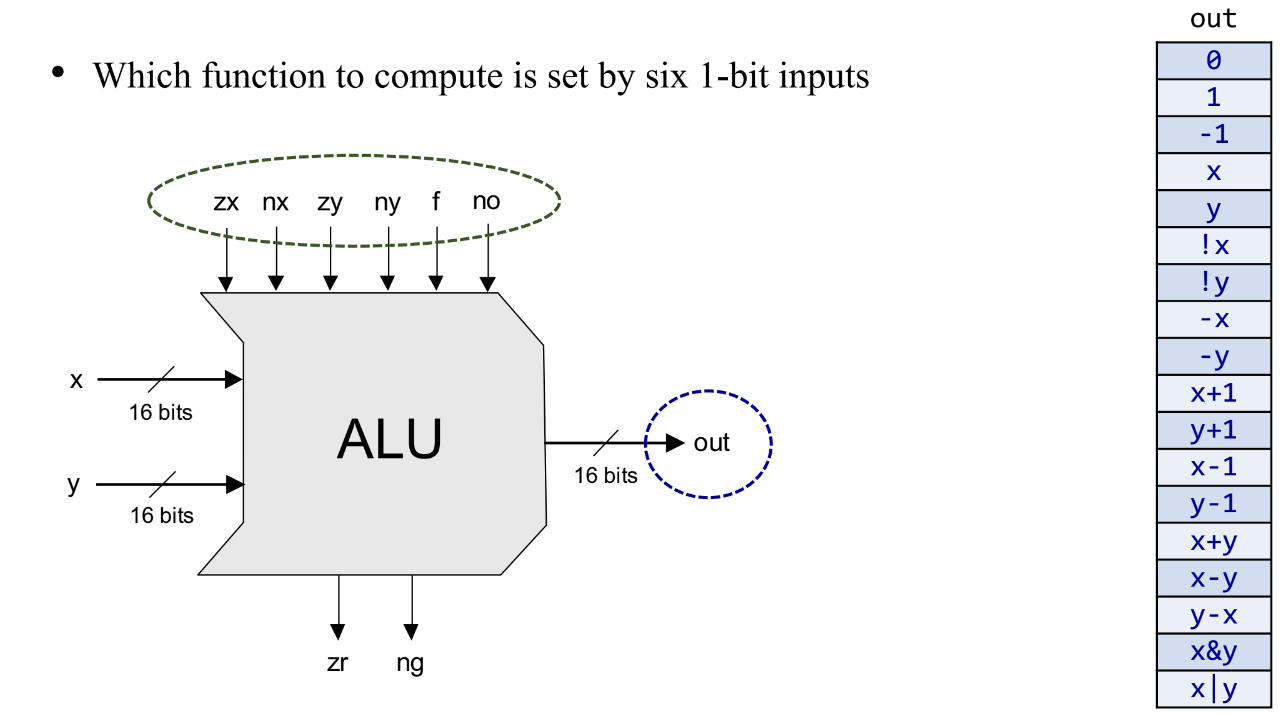 • Which function to compute is set by six 1-bit inputs
zx nx zy ny f no
x
16 bits
y
16 bits
ALU
out
16 bits
zr ng
out
0
1
-1
x
y
!x
!y
-x
-y
x+1
y+1
x-1
y-1
x+y
x-y
y-x
x&y
x|y